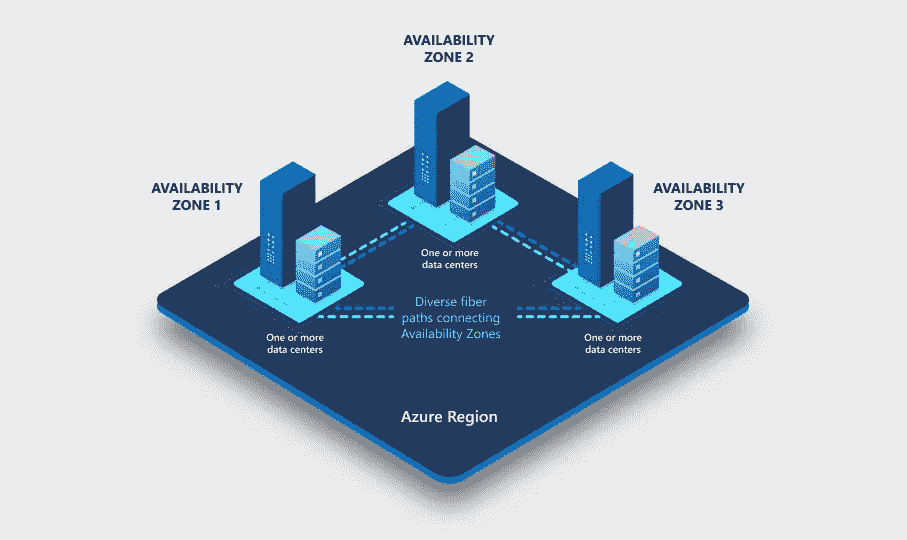 AVAILABILITY
ZONE 2
AVAILABILITY
ZONE 1
AVAILABILITY
ZONE 3
One or more
data centers
Diverse fiber
paths connecting
Availability Zones
One or more
data centers
One or more
data centers
Azure Region